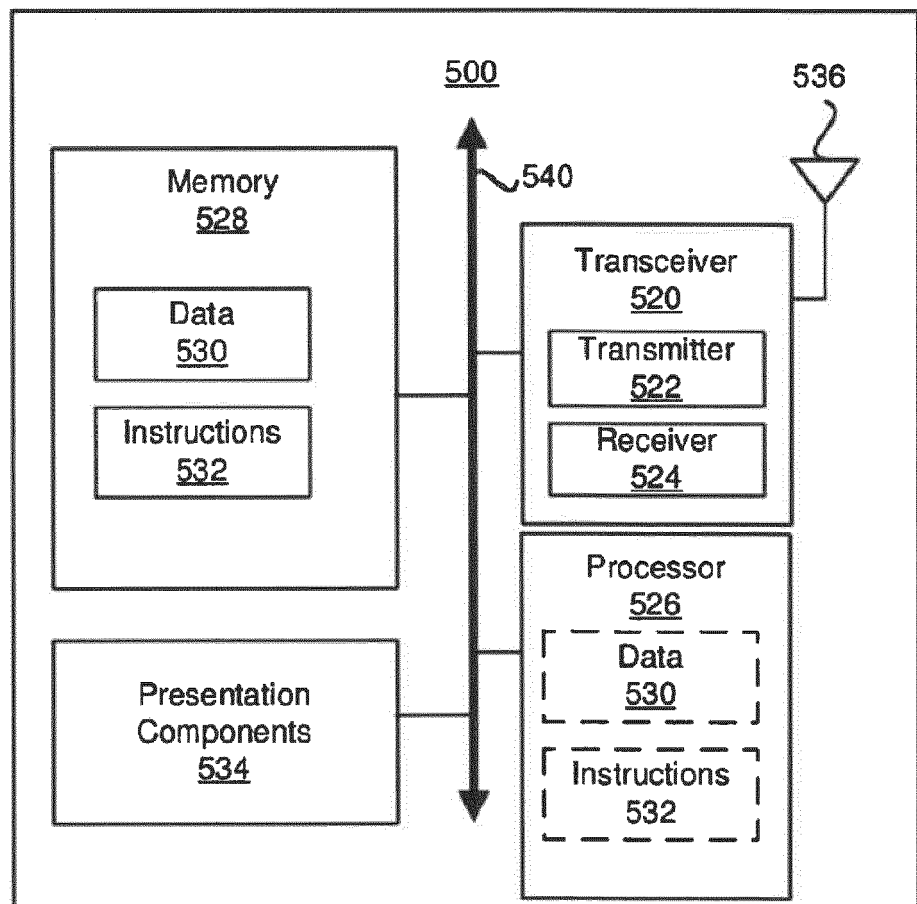 500
536
540
Memory
528
Data
530
Instructions
532
Transceiver
520
Transmitter
522
Receiver
524
Processor
526
Data
530
Instructions
532
Presentation
Components
534